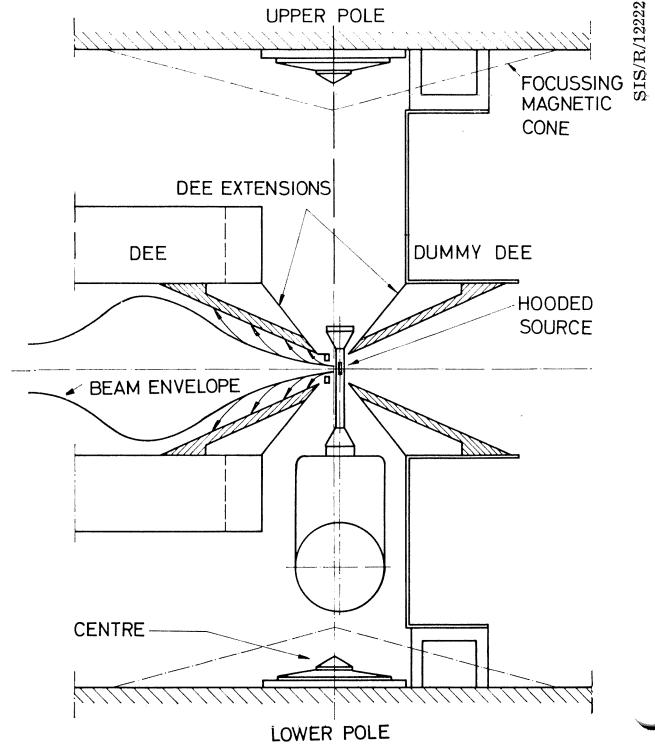 UPPER POLE
SIS/R/12222
FOCUSSING
MAGNETIC
CONE
DEE EXTENSIONS
DEE
DUMMY DEE
HOODED
SOURCE
BEAM ENVELOPE
CENTRE
LOWER POLE